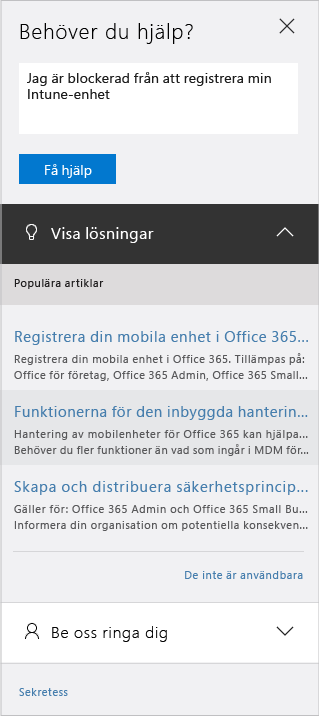 Behöver du hjälp?
Jag är blockerad från att registrera min
Intune-enhet
Få hjälp
Visa lösningar
Populära artiklar
Registrera din mobila enhet i Office 365...
Registrera din mobila enhet i Office 365. Tillämpas på:
Office för företag, Office 365 Admin, Office 365 Small...
Funktionerna för den inbyggda hanterin...
Hantering av mobilenheter för Office 365 kan hjälpa...
Behöver du fler funktioner än vad som ingår i MDM för...
Skapa och distribuera säkerhetsprincip...
Gäller för: Office 365 Admin och Office 365 Small Bu...
Informera din organisation om potentiella konsekven...
De inte är användbara
Be oss ringa dig
Sekretess